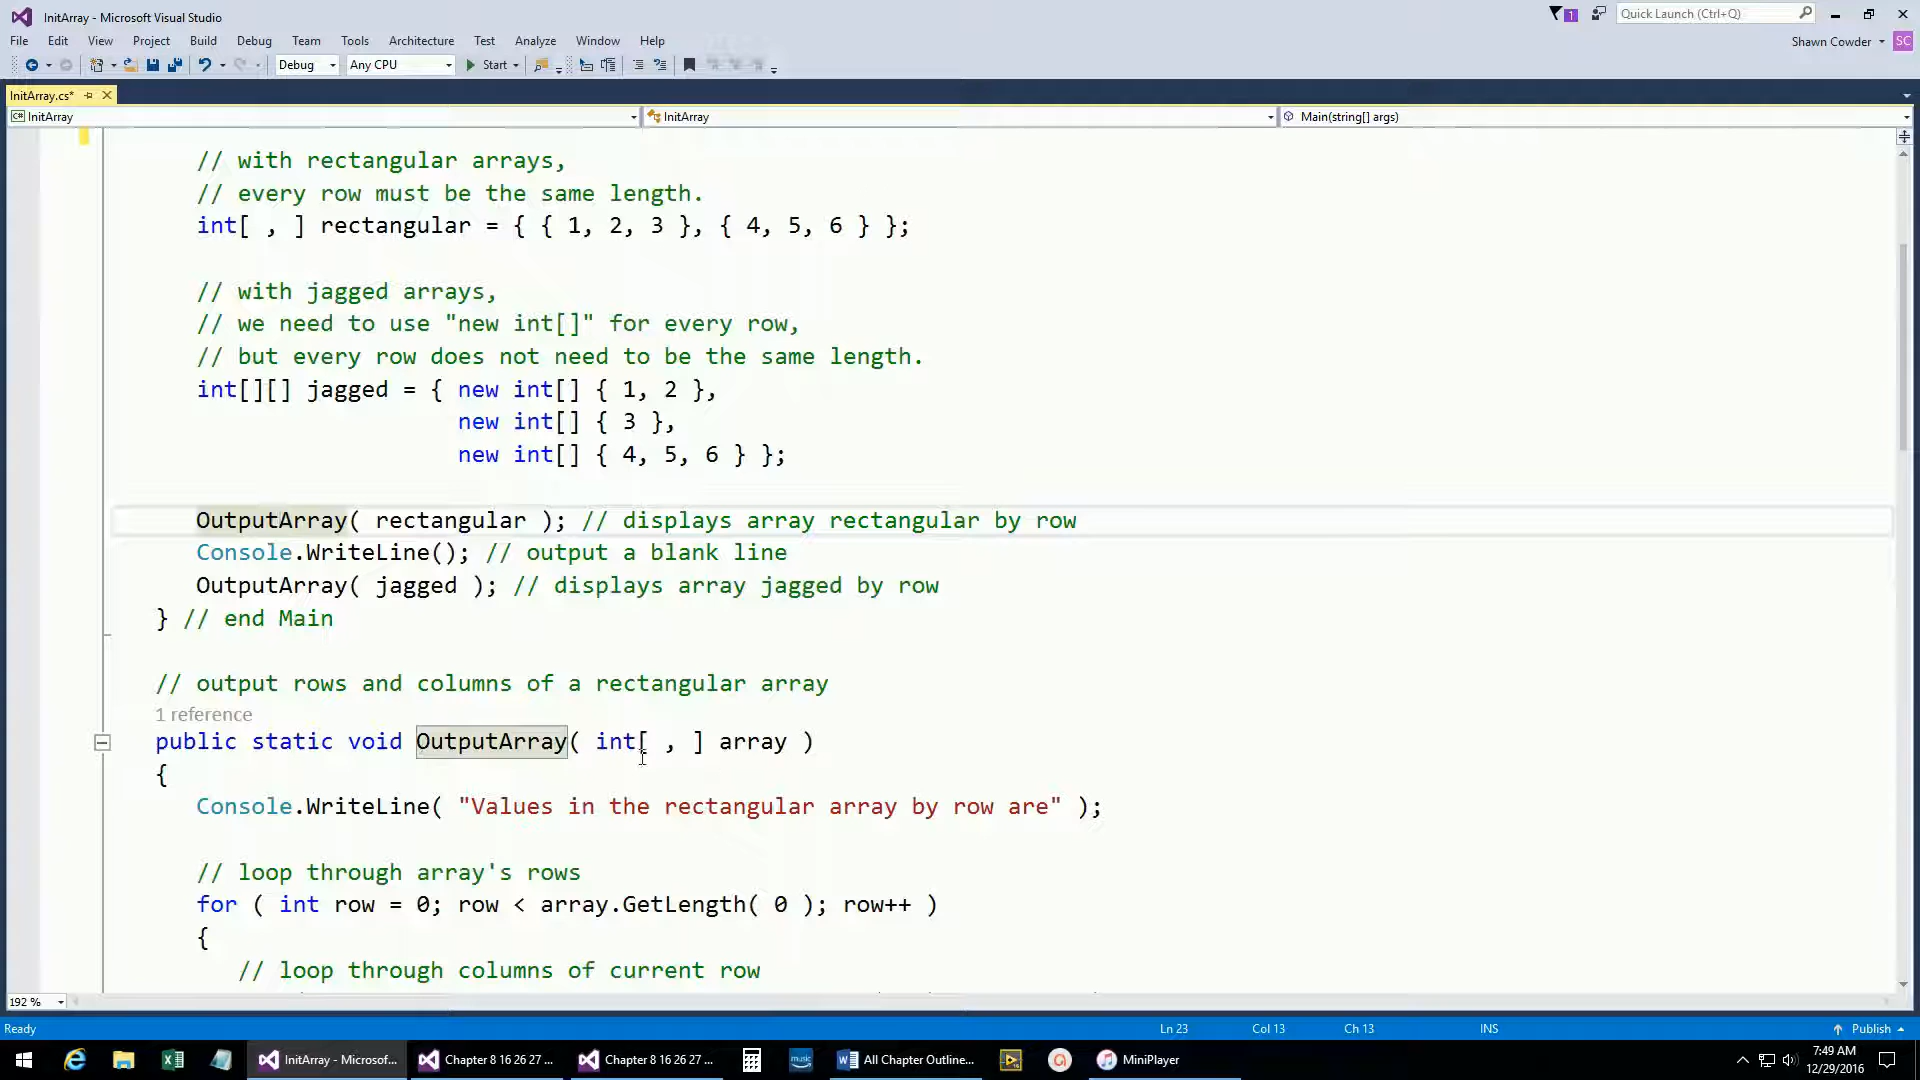 InitArray - Microsoft Visual Studio
1
Quick Launch (Ctrl+Q)
File Edit View Project Build Debug Team Tools Architecture Test Analyze Window Help
Shawn Cowder
SC
Debug Any CPU Start
InitArray.cs*
InitArray InitArray Main(string[] args)
// with rectangular arrays,
// every row must be the same length.
int[ , ] rectangular = { { 1, 2, 3 }, { 4, 5, 6 } };
// with jagged arrays,
// we need to use "new int[]" for every row,
// but every row does not need to be the same length.
int[][] jagged = { new int[] { 1, 2 },
new int[] { 3 },
new int[] { 4, 5, 6 } };
OutputArray( rectangular ); // displays array rectangular by row
Console.WriteLine(); // output a blank line
OutputArray( jagged ); // displays array jagged by row
} // end Main
// output rows and columns of a rectangular array
1 reference
public static void OutputArray( int[ , ] array )
{
Console.WriteLine( "Values in the rectangular array by row are" );
// loop through array's rows
for ( int row = 0; row < array.GetLength( 0 ); row++ )
{
// loop through columns of current row
192 %
Ready Ln 23 Col 13 Ch 13 INS Publish
InitArray - Microsof... Chapter 8 16 26 27 ... Chapter 8 16 26 27 ... music All Chapter Outline... MiniPlayer
7:49 AM
12/29/2016